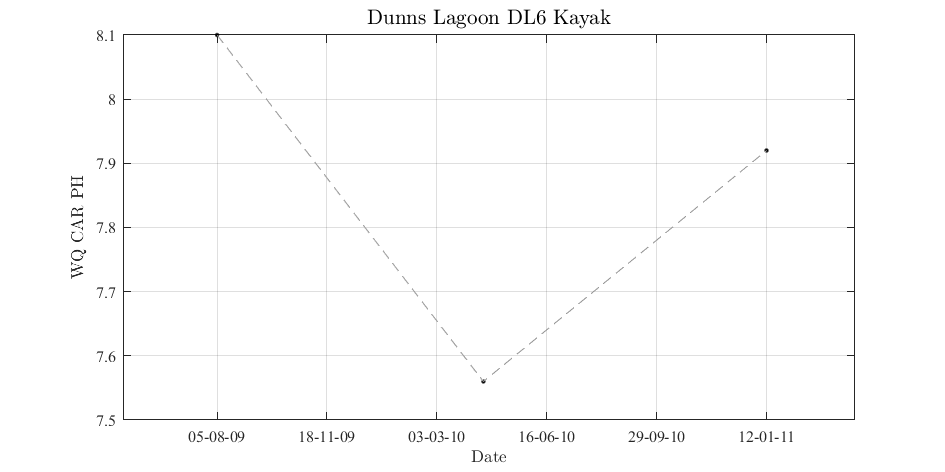 Dunns Lagoon DL6 Kayak
8.1
8
7.9
7.8
7.7
7.6
7.5
WQ CAR PH
05-08-09 18-11-09 03-03-10 16-06-10 29-09-10 12-01-11
Date